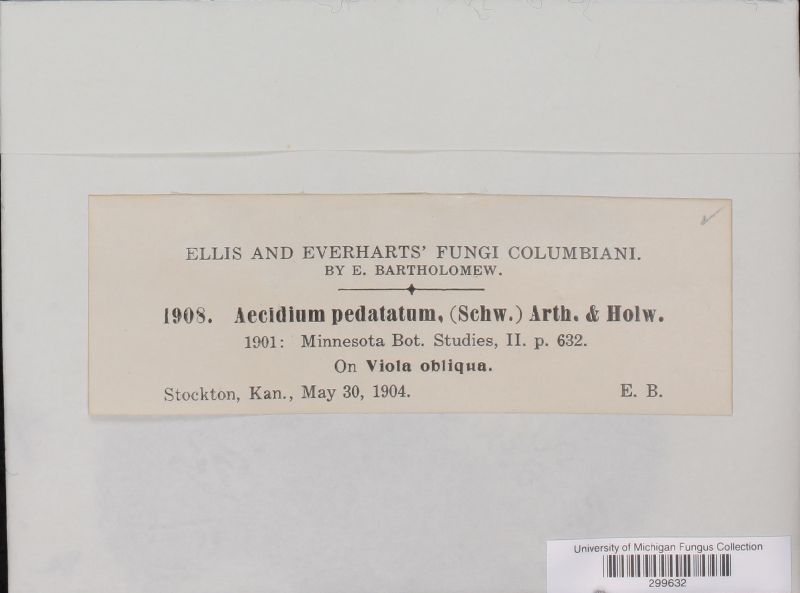 ELLIS AND EVERHARTS' FUNGI COLUMBIANI.
BY E. BARTHOLOMEW.
1908. Aecidium pedatatum, (Schw.) Arth. & Holw.
1901: Minnesota Bot. Studies, II. p. 632.
On Viola obliqua.
Stockton, Kan., May 30, 1904. E. B.
University of Michigan Fungus Collection
299632